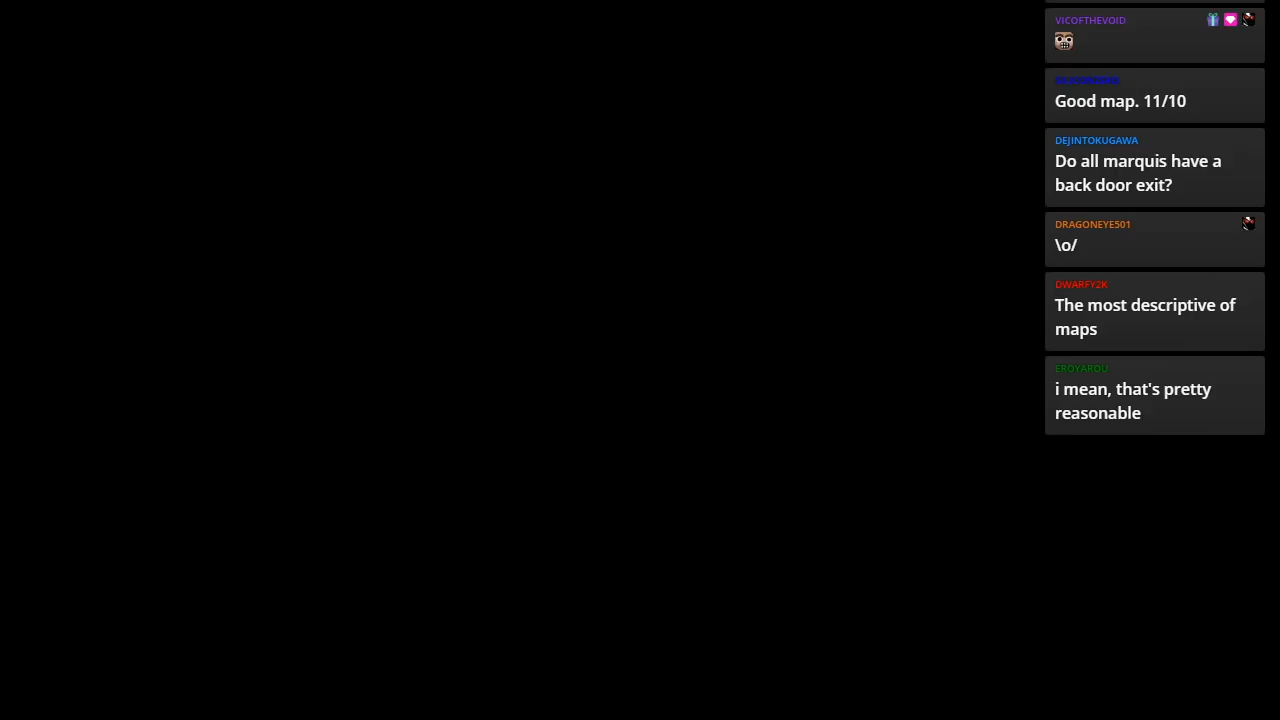 VICOFTHEVOID
Good map. 11/10
DEJINTOKUGAWA
Do all marquis have a
back door exit?
DRAGONEYE501
\o/
DWARFY2K
The most descriptive of
maps
EROYAROU
i mean, that's pretty
reasonable